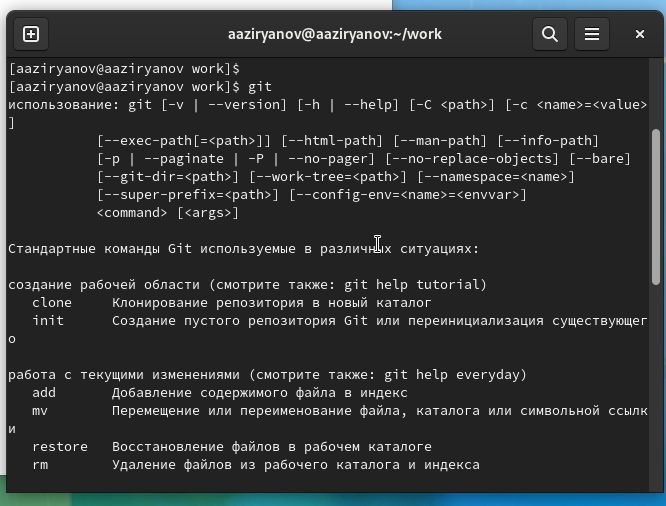 aaziryanov@aaziryanov:~/work
[aaziryanov@aaziryanov work]$
[aaziryanov@aaziryanov work]$ git
использование: git [-v | --version] [-h | --help] [-C <path>] [-c <name>=<value>
]
[--exec-path[=<path>]] [--html-path] [--man-path] [--info-path]
[-p | --paginate | -P | --no-pager] [--no-replace-objects] [--bare]
[--git-dir=<path>] [--work-tree=<path>] [--namespace=<name>]
[--super-prefix=<path>] [--config-env=<name>=<envvar>]
<command> [<args>]
Стандартные команды Git используемые в различных ситуациях:
создание рабочей области (смотрите также: git help tutorial)
clone Клонирование репозитория в новый каталог
init Создание пустого репозитория Git или переинициализация существующег
о
работа с текущими изменениями (смотрите также: git help everyday)
add Добавление содержимого файла в индекс
mv Перемещение или переименование файла, каталога или символьной ссылк
и
restore Восстановление файлов в рабочем каталоге
rm Удаление файлов из рабочего каталога и индекса